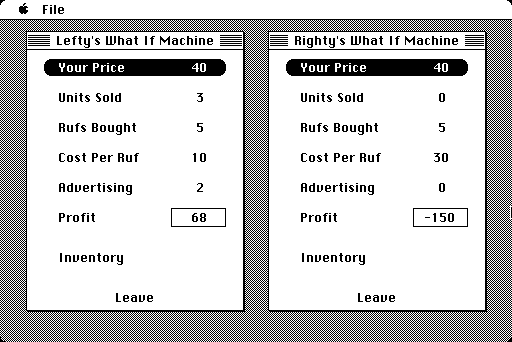 File
Lefty's What If Machine
Your Price 40
Units Sold 3
Rufs Bought 5
Cost Per Ruf 10
Advertising 2
Profit 68
Inventory
Leave
Righty's What If Machine
Your Price 40
Units Sold 0
Rufs Bought 5
Cost Per Ruf 30
Advertising 0
Profit -150
Inventory
Leave